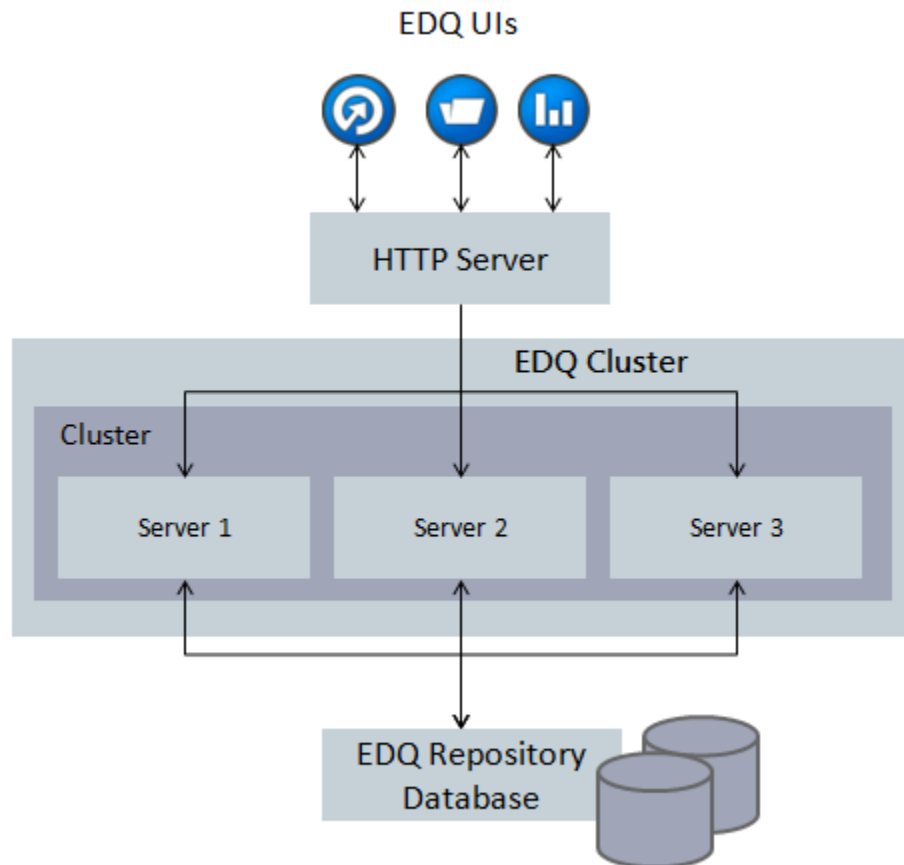 EDQ UIs
HTTP Server
EDQ Cluster
Cluster
Server 1
Server 2
Server 3
EDQ Repository
Database